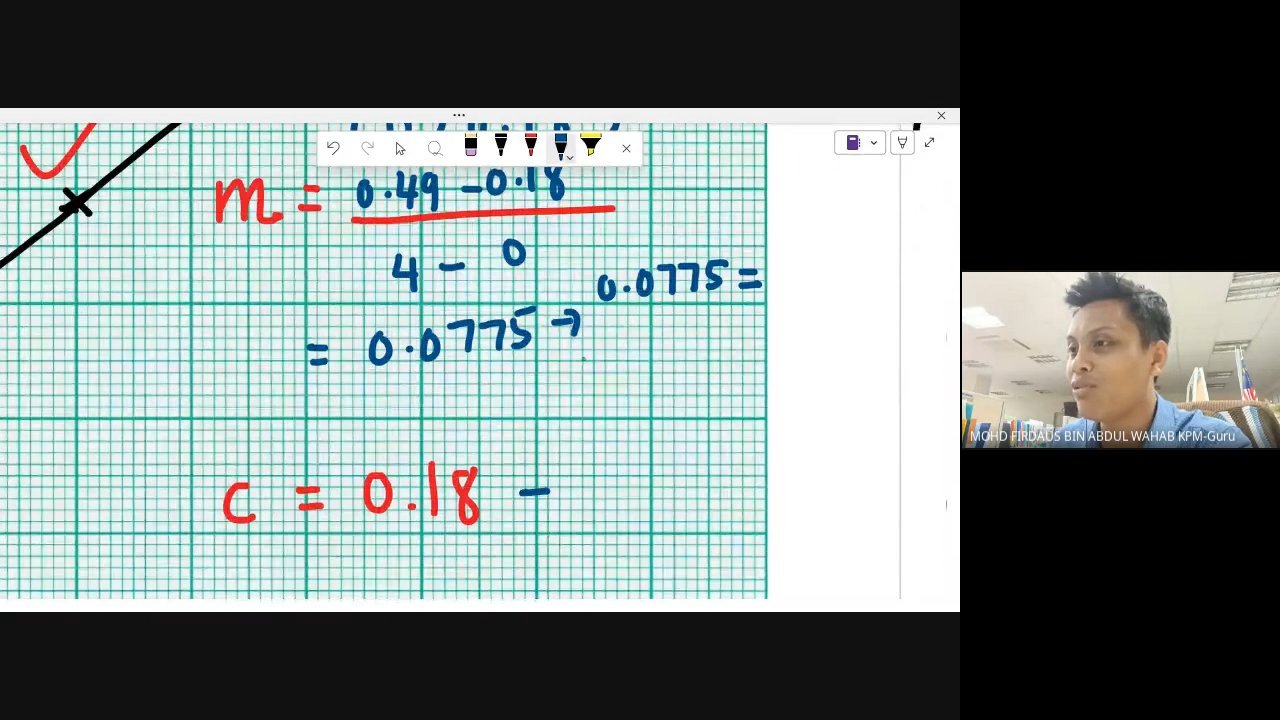 m = 0.49 - 0.18
4 - 0
0.0775 =
= 0.0775 →
c = 0.18 -
MOHD FIRDAUS BIN ABDUL WAHAB KPM-Guru